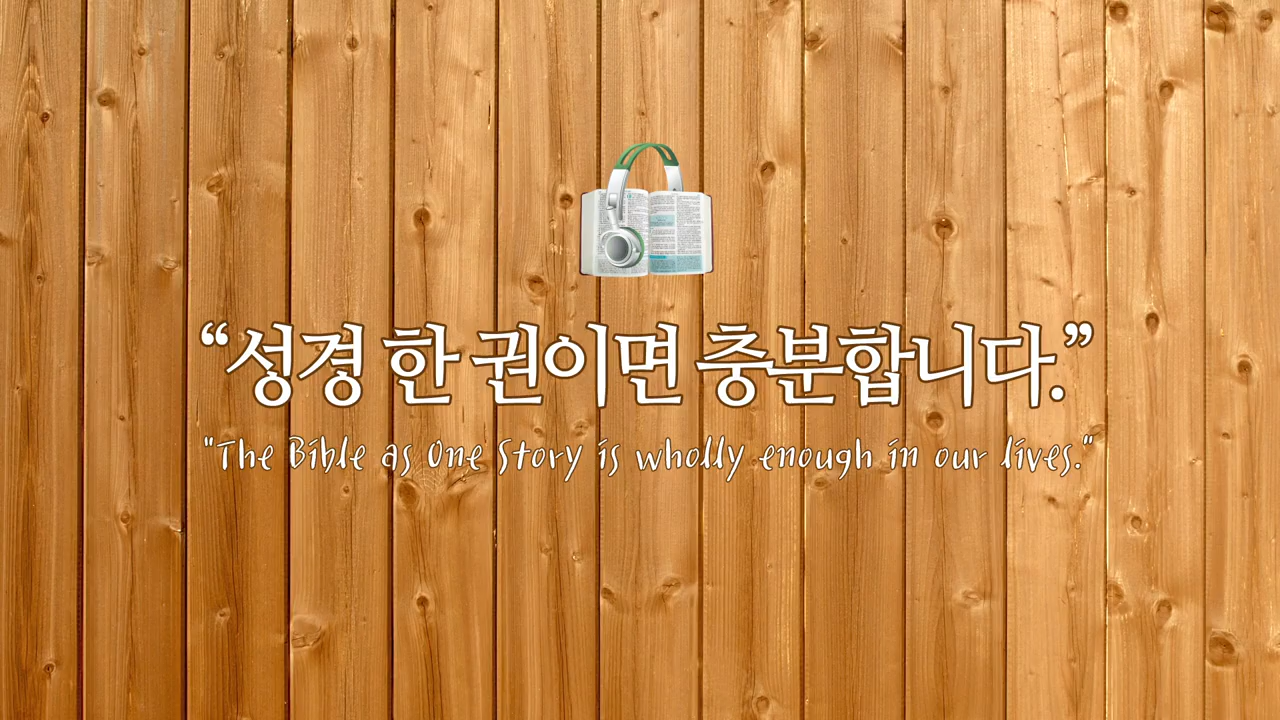 “성경 한 권이면 충분합니다.”
"The Bible as One Story is wholly enough in our lives."